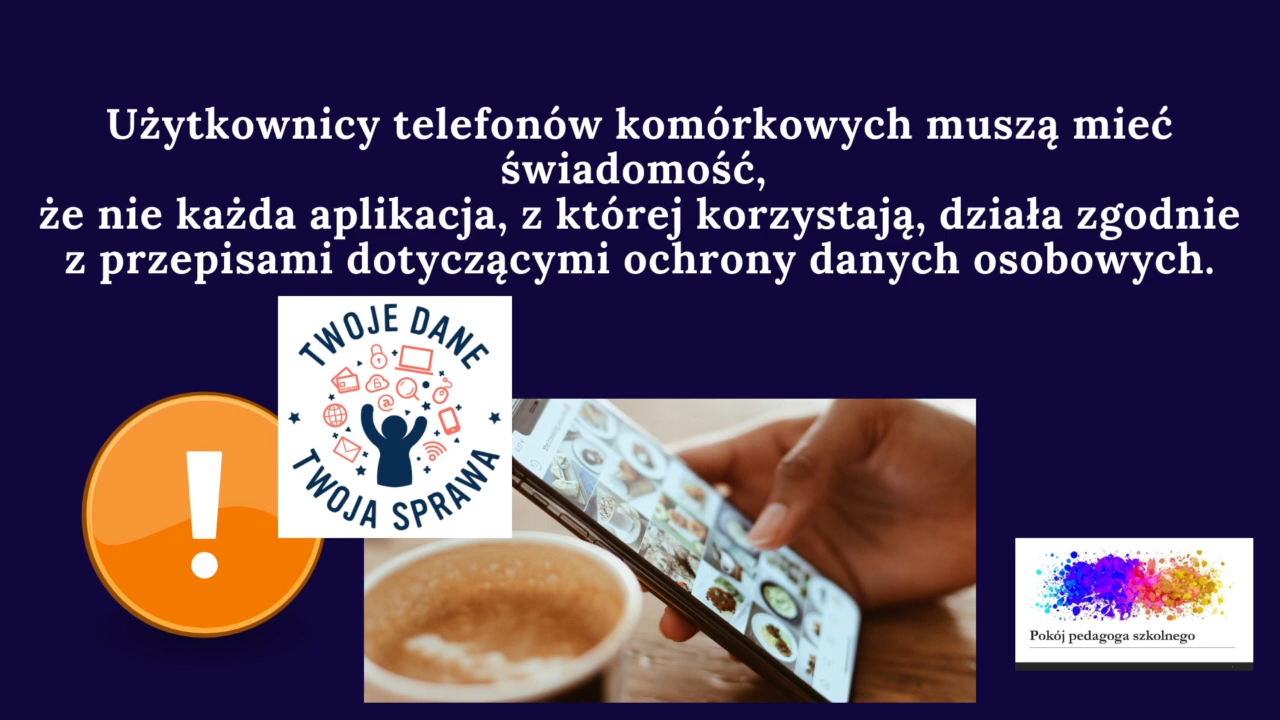 Użytkownicy telefonów komórkowych muszą mieć
świadomość,
że nie każda aplikacja, z której korzystają, działa zgodnie
z przepisami dotyczącymi ochrony danych osobowych.
TWOJE DANE
TWOJA SPRAWA
!
Pokój pedagoga szkolnego